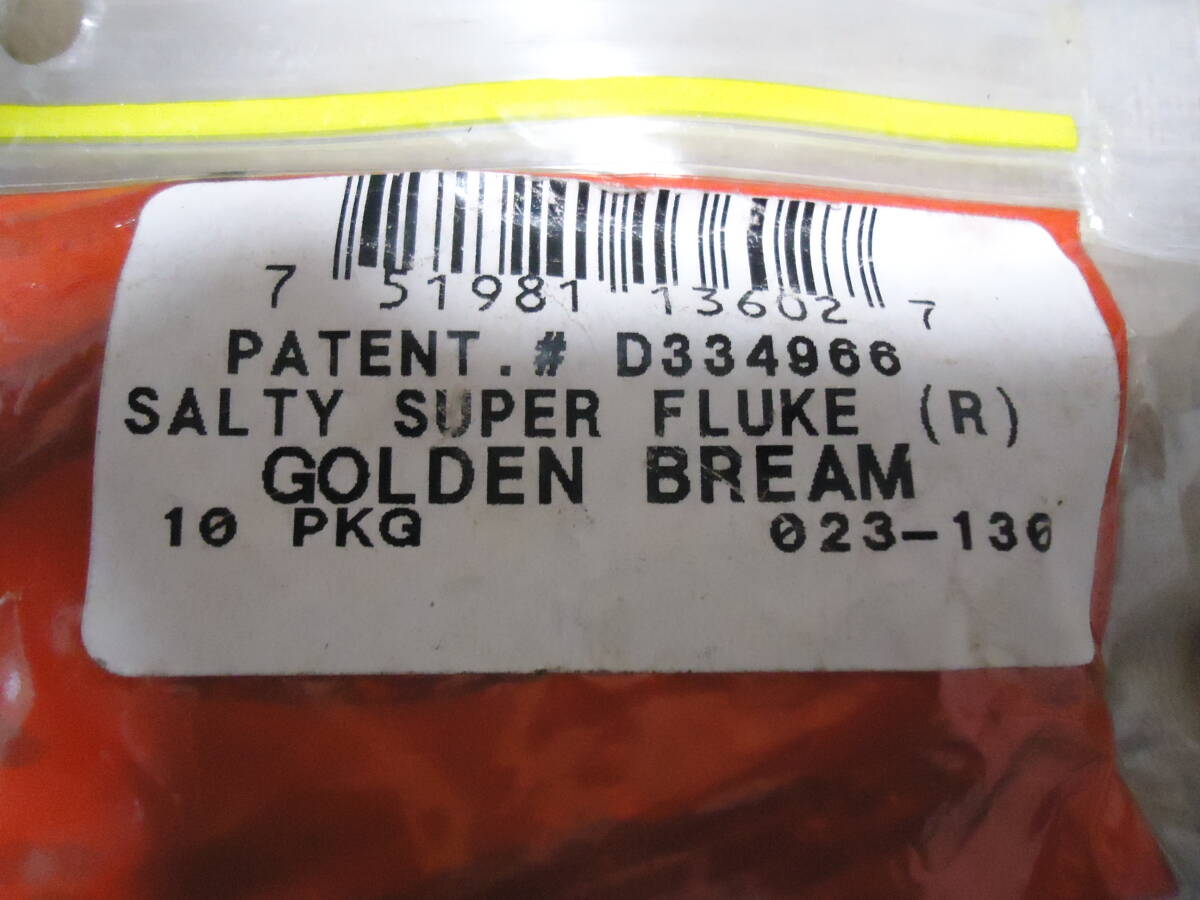 7 51981 13602 7
PATENT.# D334966
SALTY SUPER FLUKE (R)
GOLDEN BREAM
10 PKG 023-136